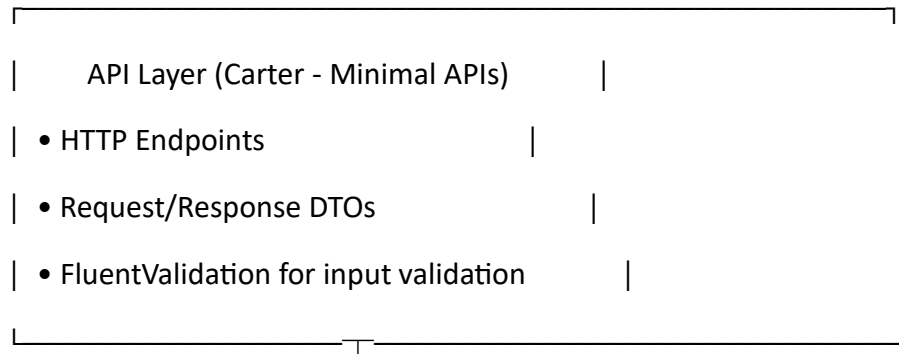 ┌─────────────────────────────────────────────┐
│ API Layer (Carter - Minimal APIs) │
│ • HTTP Endpoints │
│ • Request/Response DTOs │
│ • FluentValidation for input validation │
└─────────────────┬───────────────────────────